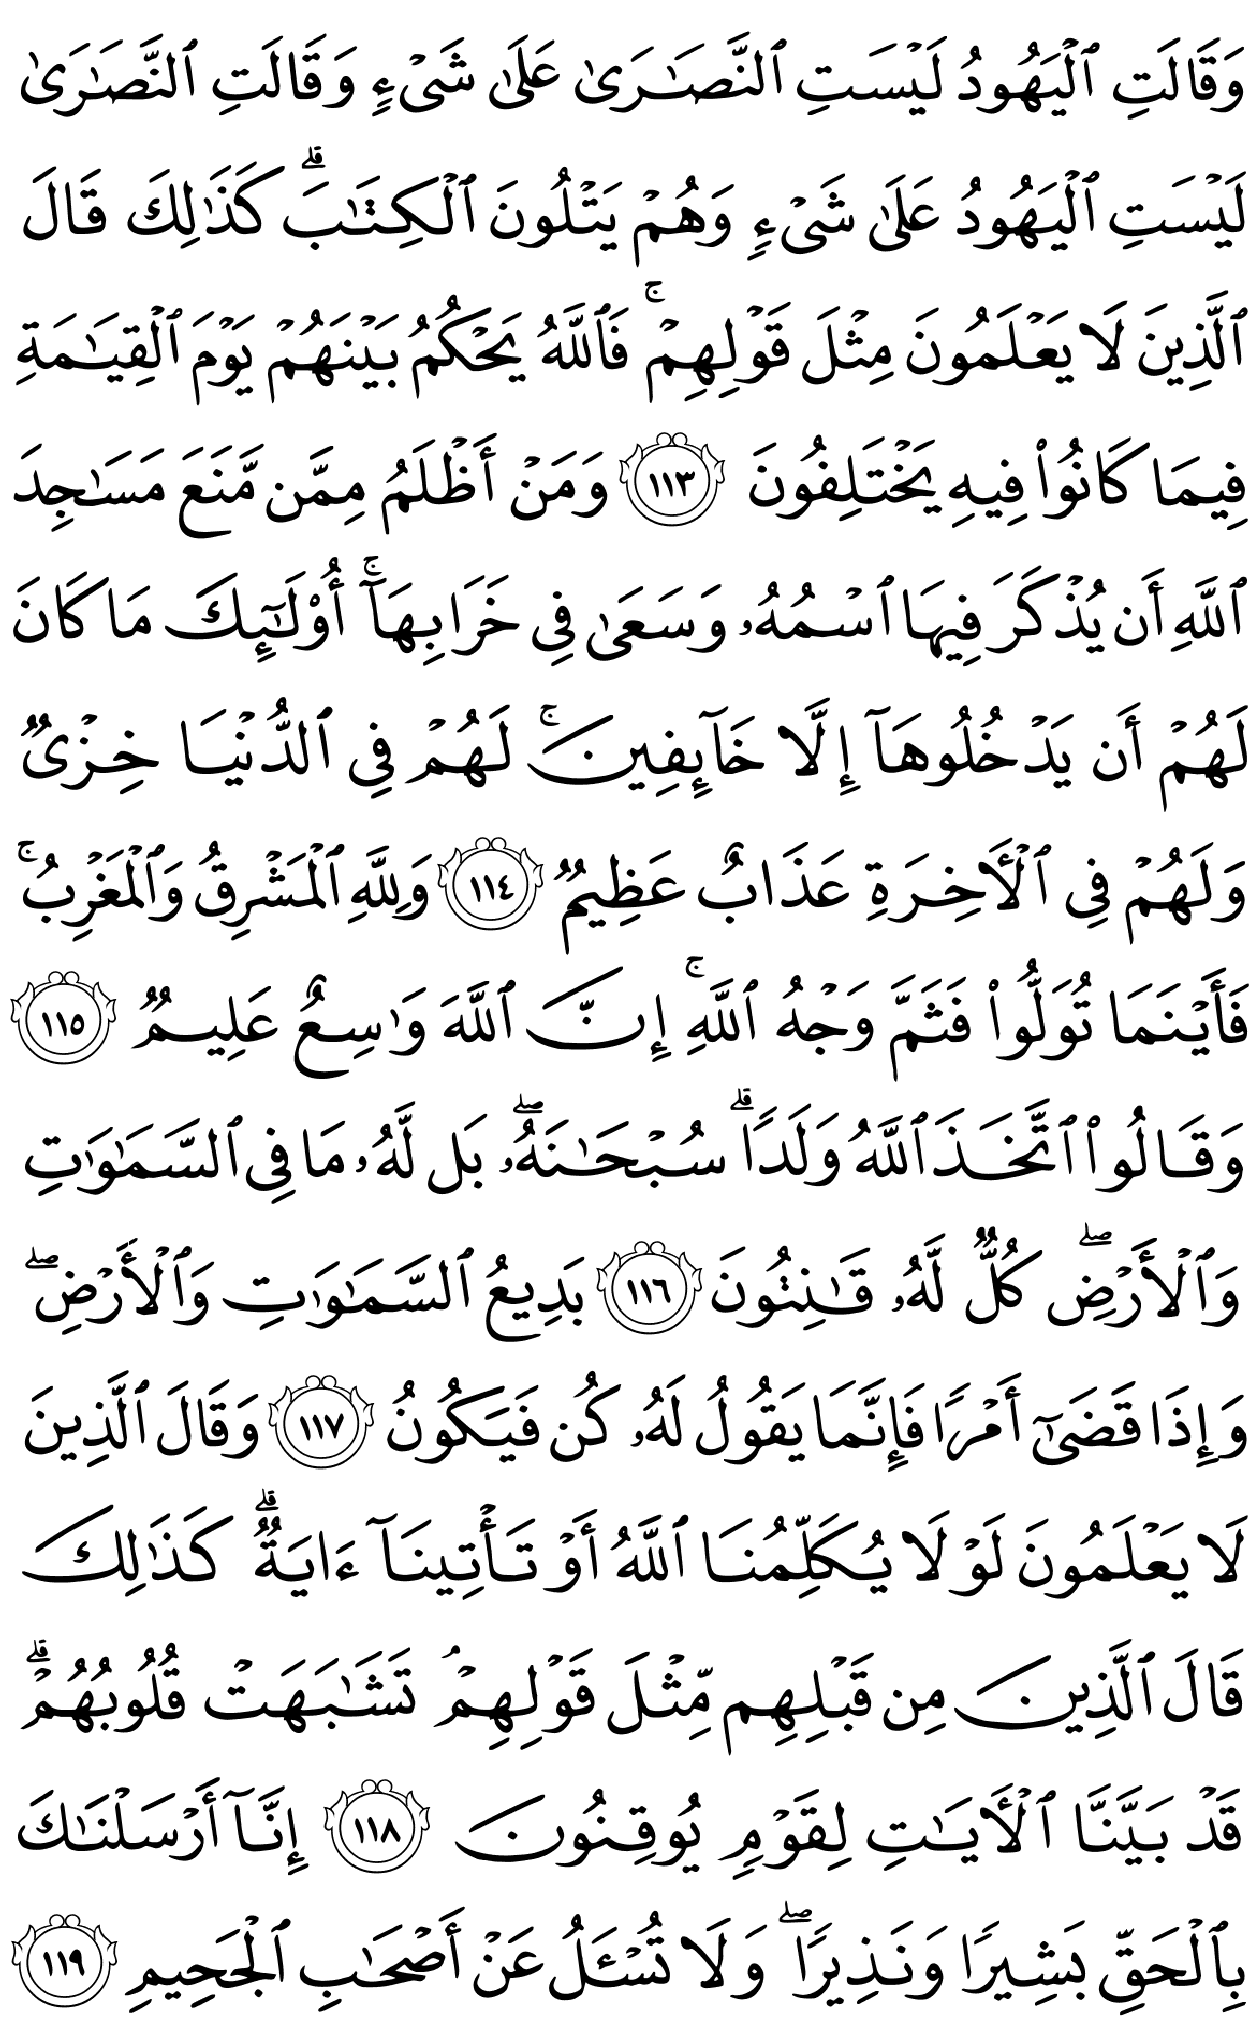 وَقَالَتِ ٱلْيَهُودُ لَيْسَتِ ٱلنَّصَٰرَىٰ عَلَىٰ شَىْءٍ وَقَالَتِ ٱلنَّصَٰرَىٰ
لَيْسَتِ ٱلْيَهُودُ عَلَىٰ شَىْءٍ وَهُمْ يَتْلُونَ ٱلْكِتَٰبَ ۗ كَذَٰلِكَ قَالَ
ٱلَّذِينَ لَا يَعْلَمُونَ مِثْلَ قَوْلِهِمْ ۚ فَٱللَّهُ يَحْكُمُ بَيْنَهُمْ يَوْمَ ٱلْقِيَٰمَةِ
فِيمَا كَانُوا۟ فِيهِ يَخْتَلِفُونَ ١١٣ وَمَنْ أَظْلَمُ مِمَّن مَّنَعَ مَسَٰجِدَ
ٱللَّهِ أَن يُذْكَرَ فِيهَا ٱسْمُهُۥ وَسَعَىٰ فِى خَرَابِهَآ ۚ أُو۟لَٰٓئِكَ مَا كَانَ
لَهُمْ أَن يَدْخُلُوهَآ إِلَّا خَآئِفِينَ ۚ لَهُمْ فِى ٱلدُّنْيَا خِزْىٌ
وَلَهُمْ فِى ٱلْأَخِرَةِ عَذَابٌ عَظِيمٌ ١١٤ وَلِلَّهِ ٱلْمَشْرِقُ وَٱلْمَغْرِبُ ۚ
فَأَيْنَمَا تُوَلُّوا۟ فَثَمَّ وَجْهُ ٱللَّهِ ۚ إِنَّ ٱللَّهَ وَٰسِعٌ عَلِيمٌ ١١٥
وَقَالُوا۟ ٱتَّخَذَ ٱللَّهُ وَلَدًا ۗ سُبْحَٰنَهُۥ ۖ بَل لَّهُۥ مَا فِى ٱلسَّمَٰوَٰتِ
وَٱلْأَرْضِ ۖ كُلٌّ لَّهُۥ قَٰنِتُونَ ١١٦ بَدِيعُ ٱلسَّمَٰوَٰتِ وَٱلْأَرْضِ ۖ
وَإِذَا قَضَىٰٓ أَمْرًا فَإِنَّمَا يَقُولُ لَهُۥ كُن فَيَكُونُ ١١٧ وَقَالَ ٱلَّذِينَ
لَا يَعْلَمُونَ لَوْلَا يُكَلِّمُنَا ٱللَّهُ أَوْ تَأْتِينَآ ءَايَةٌ ۗ كَذَٰلِكَ
قَالَ ٱلَّذِينَ مِن قَبْلِهِم مِّثْلَ قَوْلِهِمْ ۘ تَشَٰبَهَتْ قُلُوبُهُمْ ۗ
قَدْ بَيَّنَّا ٱلْأَيَٰتِ لِقَوْمٍ يُوقِنُونَ ١١٨ إِنَّآ أَرْسَلْنَٰكَ
بِٱلْحَقِّ بَشِيرًا وَنَذِيرًا ۖ وَلَا تُسْـَٔلُ عَنْ أَصْحَٰبِ ٱلْجَحِيمِ ١١٩